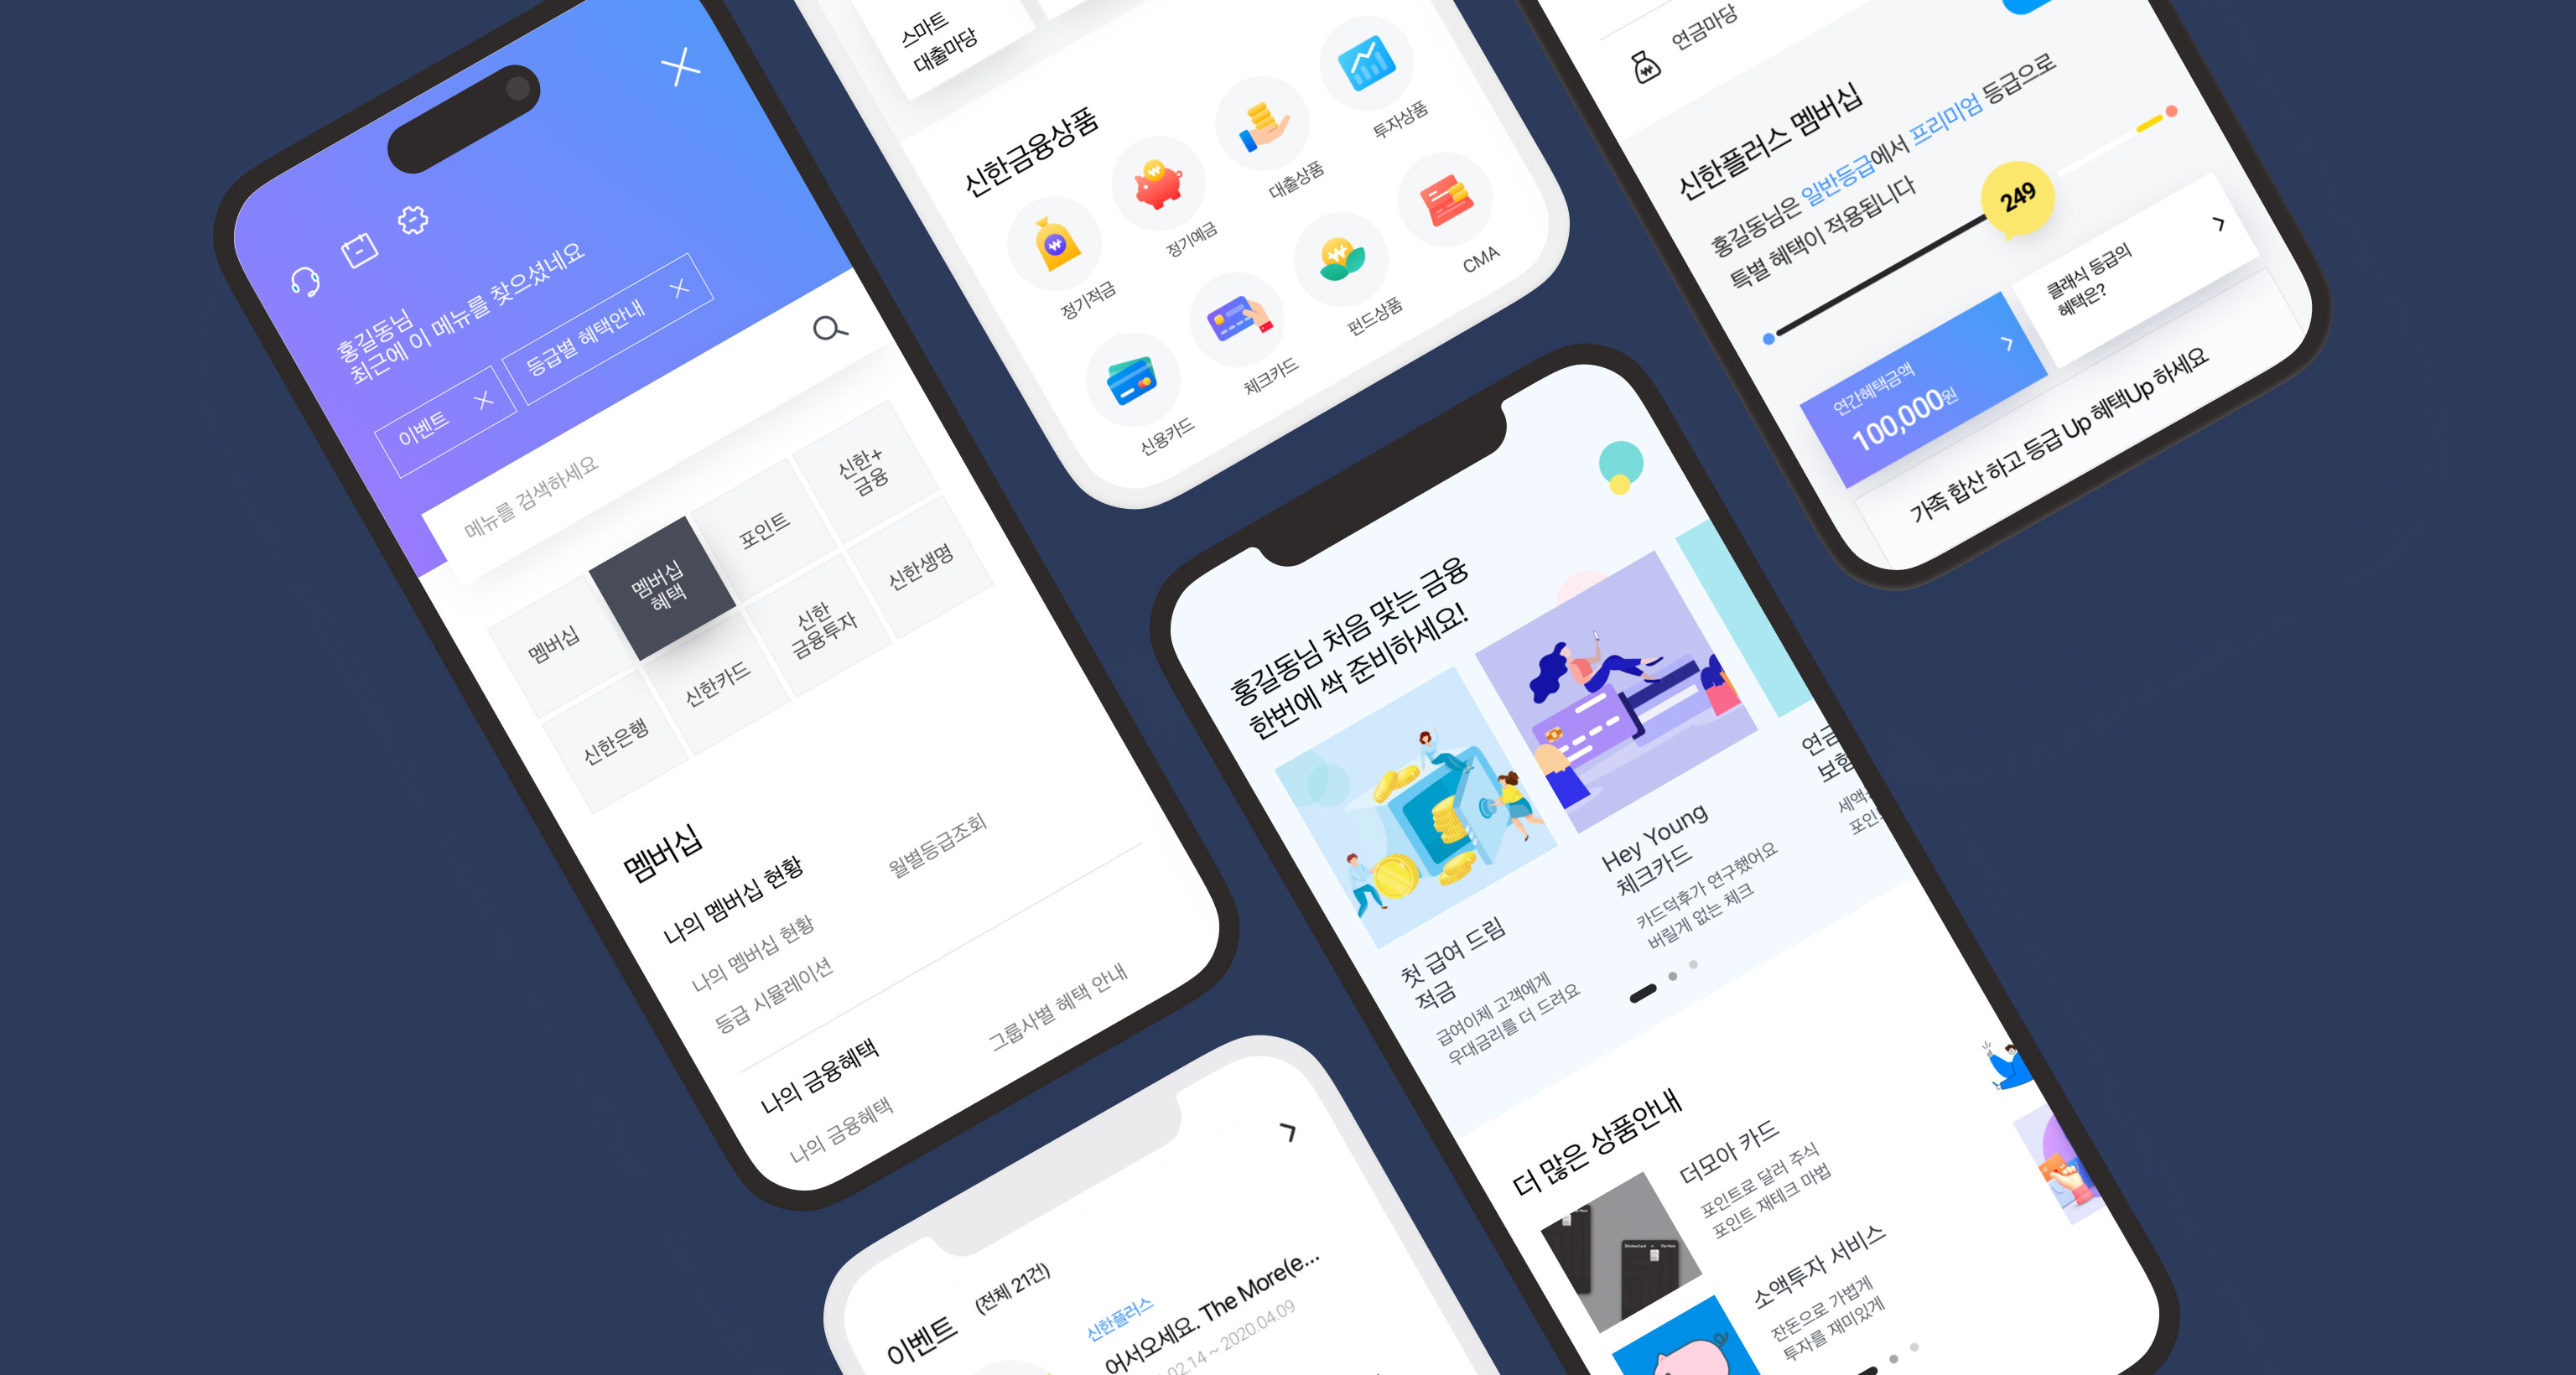 홍길동님
최근에 이 메뉴를 찾으셨네요
이벤트
등급별 혜택안내
메뉴를 검색하세요
멤버십
멤버십
혜택
포인트
신한+
금융
신한은행
신한카드
신한
금융투자
신한생명
멤버십
나의 멤버십 현황
나의 멤버십 현황
월별등급조회
등급 시뮬레이션
나의 금융혜택
나의 금융혜택
그룹사별 혜택 안내
스마트
대출마당
신한금융상품
정기적금
정기예금
대출상품
투자상품
신용카드
체크카드
펀드상품
CMA
이벤트
(전체 21건)
신한플러스
어서오세요. The More(e...
02.14 ~ 2020.04.09
홍길동님 처음 맞는 금융
한번에 싹 준비하세요!
첫 급여 드림
적금
급여이체 고객에게
우대금리를 더 드려요
Hey Young
체크카드
카드덕후가 연구했어요
버릴게 없는 체크
연금
보험
세액
포인
더 많은 상품안내
더모아 카드
포인트로 달러 주식
포인트 재테크 마법
소액투자 서비스
잔돈으로 가볍게
투자를 재미있게
연금마당
신한플러스 멤버십
홍길동님은 일반등급에서 프리미엄 등급으로
특별 혜택이 적용됩니다
249
연간혜택금액
100,000원
클래식 등급의
혜택은?
가족 합산 하고 등급 Up 혜택Up 하세요